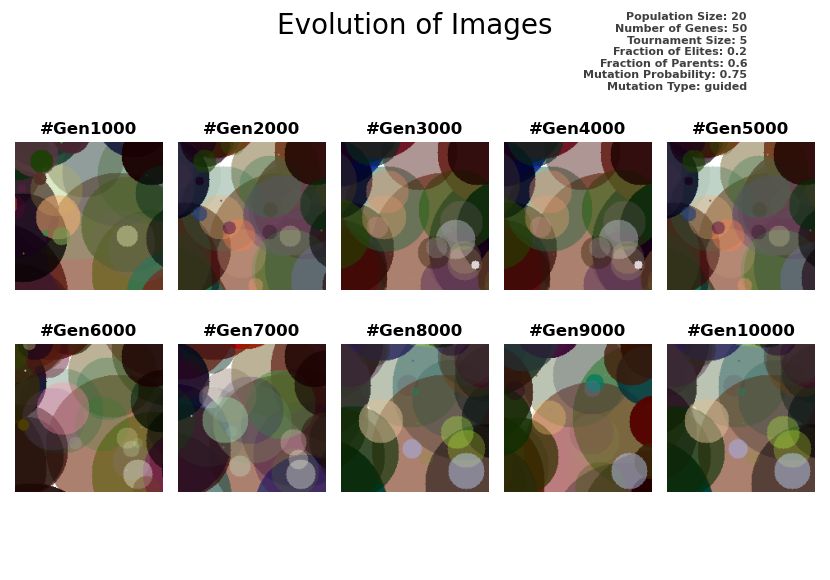 Evolution of Images
Population Size: 20
Number of Genes: 50
Tournament Size: 5
Fraction of Elites: 0.2
Fraction of Parents: 0.6
Mutation Probability: 0.75
Mutation Type: guided
#Gen1000 #Gen2000 #Gen3000 #Gen4000 #Gen5000
#Gen6000 #Gen7000 #Gen8000 #Gen9000 #Gen10000